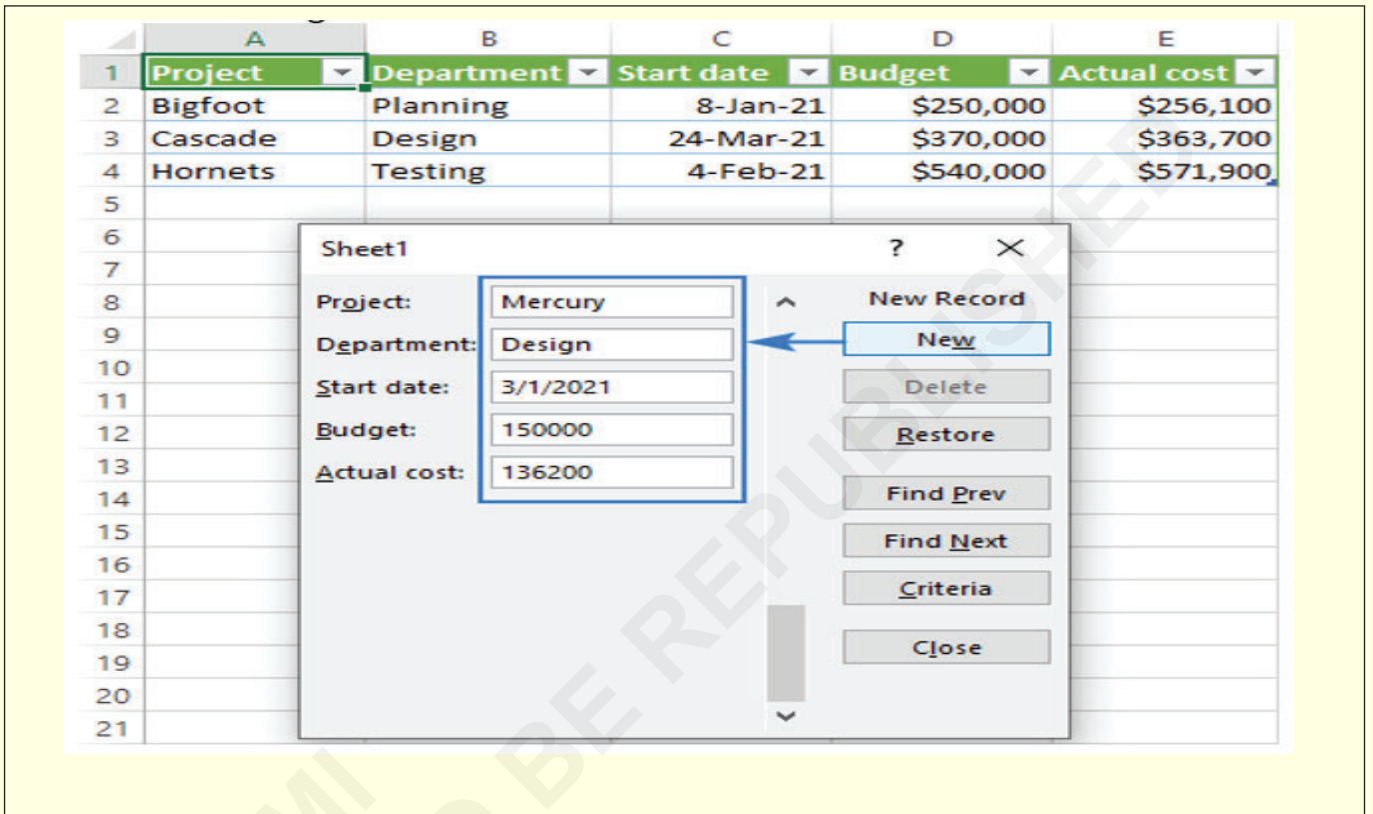 A B C D E
1 Project Department Start date Budget Actual cost
2 Bigfoot Planning 8-Jan-21 $250,000 $256,100
3 Cascade Design 24-Mar-21 $370,000 $363,700
4 Hornets Testing 4-Feb-21 $540,000 $571,900
5
6
7
8
9
10
11
12
13
14
15
16
17
18
19
20
21
Sheet1 ? ×
Project: Mercury
Department: Design
Start date: 3/1/2021
Budget: 150000
Actual cost: 136200
New Record
New
Delete
Restore
Find Prev
Find Next
Criteria
Close
BE REPUBLISHED